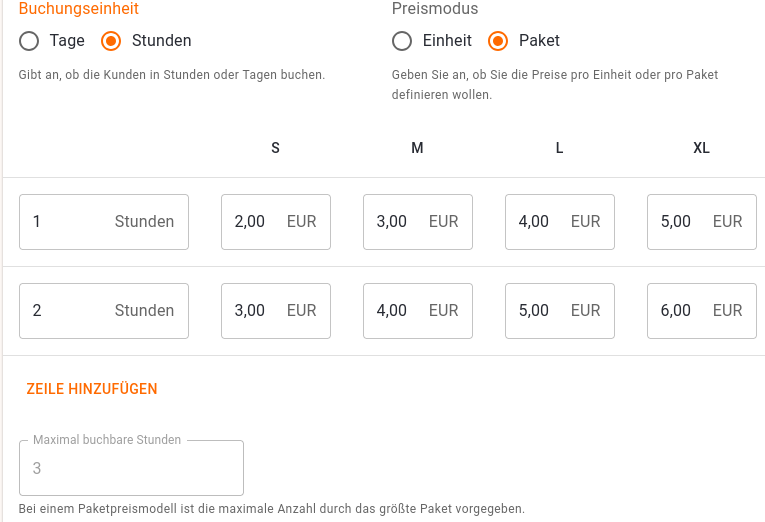 Buchungseinheit Preismodus
Tage Stunden Einheit Paket
Gibt an, ob die Kunden in Stunden oder Tagen buchen. Geben Sie an, ob Sie die Preise pro Einheit oder pro Paket
definieren wollen.
S M L XL
1 Stunden 2,00 EUR 3,00 EUR 4,00 EUR 5,00 EUR
2 Stunden 3,00 EUR 4,00 EUR 5,00 EUR 6,00 EUR
ZEILE HINZUFÜGEN
Maximal buchbare Stunden
3
Bei einem Paketpreismodell ist die maximale Anzahl durch das größte Paket vorgegeben.